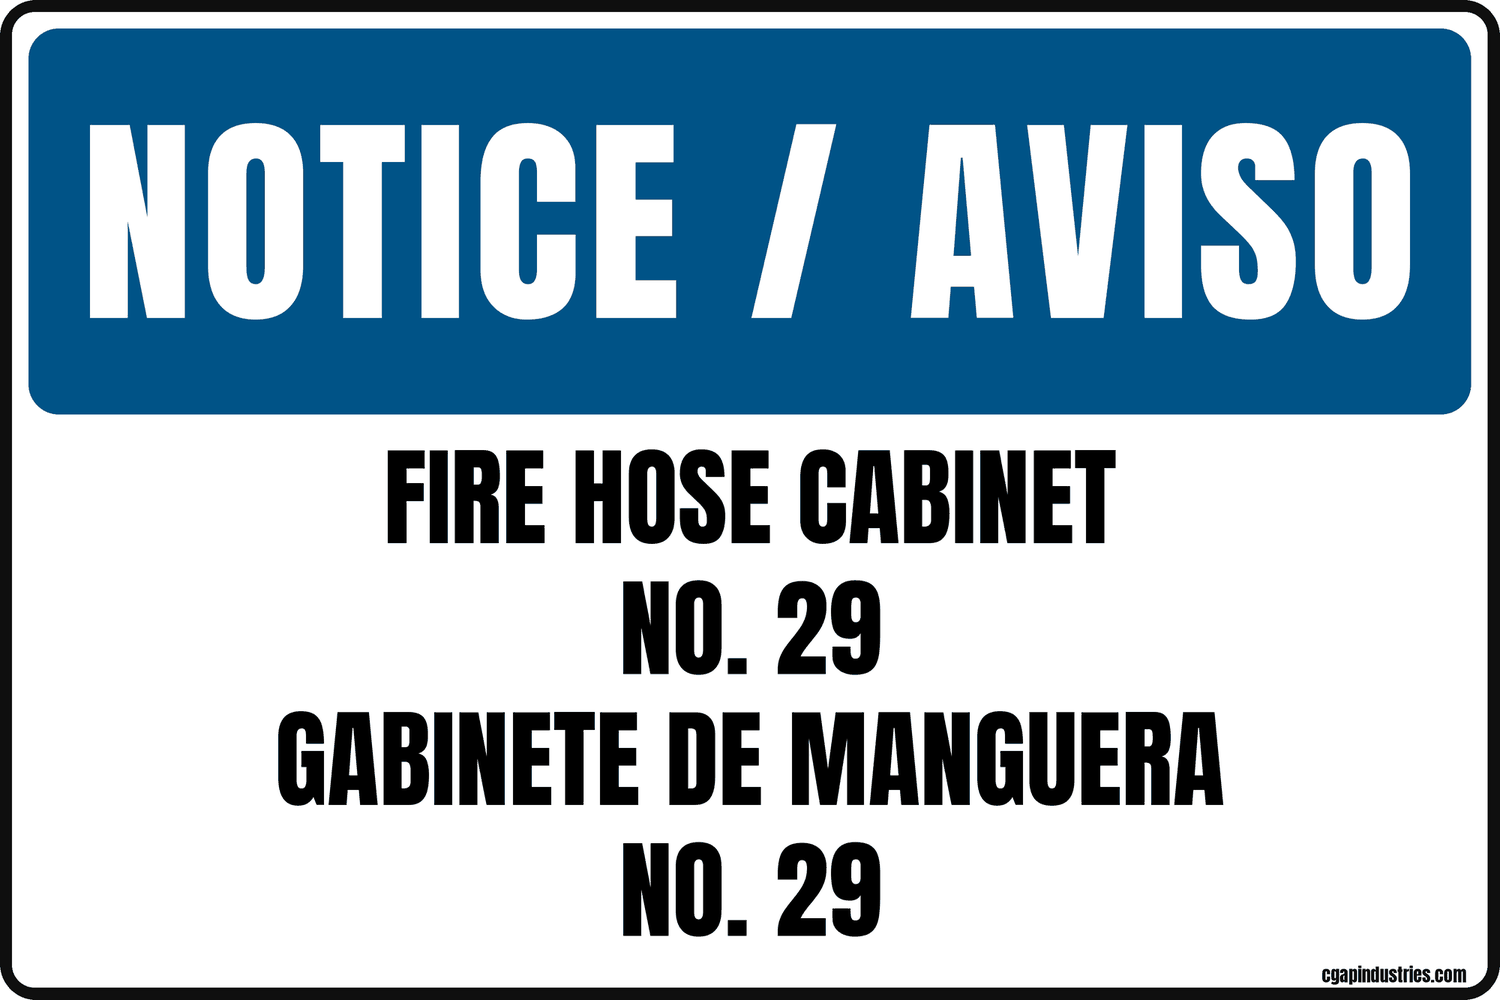 NOTICE / AVISO
FIRE HOSE CABINET
NO. 29
GABINETE DE MANGUERA
NO. 29
cgapindustries.com